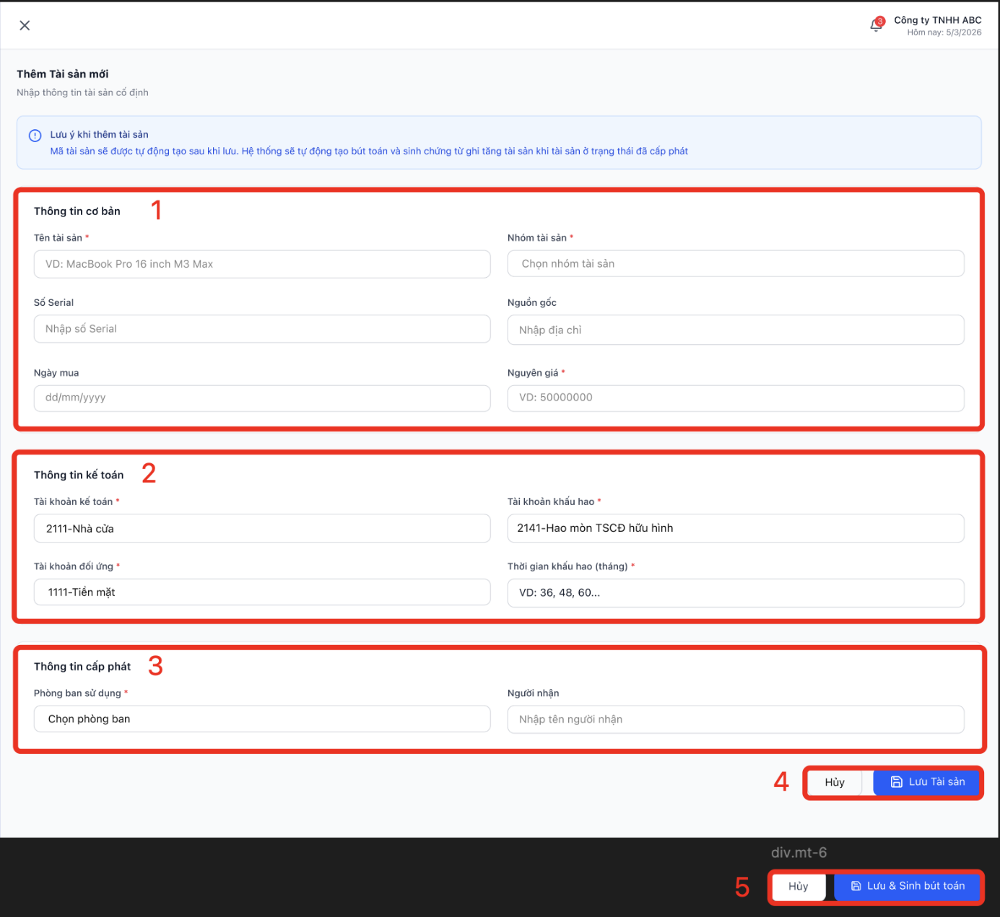 3
Công ty TNHH ABC
Hôm nay: 5/3/2026
Thêm Tài sản mới
Nhập thông tin tài sản cố định
Lưu ý khi thêm tài sản
Mã tài sản sẽ được tự động tạo sau khi lưu. Hệ thống sẽ tự động tạo bút toán và sinh chứng từ ghi tăng tài sản khi tài sản ở trạng thái đã cấp phát
Thông tin cơ bản 1
Tên tài sản * Nhóm tài sản *
VD: MacBook Pro 16 inch M3 Max Chọn nhóm tài sản
Số Serial Nguồn gốc
Nhập số Serial Nhập địa chỉ
Ngày mua Nguyên giá *
dd/mm/yyyy VD: 50000000
Thông tin kế toán 2
Tài khoản kế toán * Tài khoản khấu hao *
2111-Nhà cửa 2141-Hao mòn TSCĐ hữu hình
Tài khoản đối ứng * Thời gian khấu hao (tháng) *
1111-Tiền mặt VD: 36, 48, 60...
Thông tin cấp phát 3
Phòng ban sử dụng * Người nhận
Chọn phòng ban Nhập tên người nhận
4 Hủy Lưu Tài sản
div.mt-6
5 Hủy Lưu & Sinh bút toán